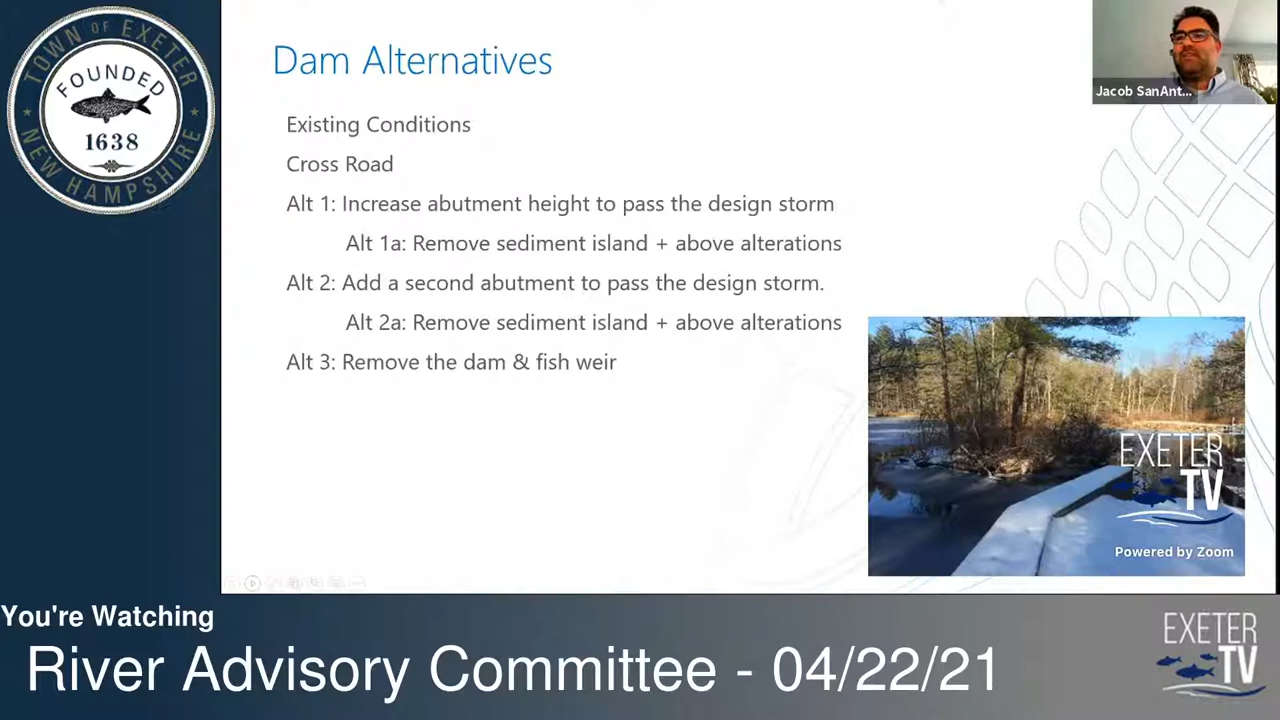 TOWN OF EXETER
FOUNDED
1638
NEW HAMPSHIRE
Dam Alternatives
Jacob SanAnt...
Existing Conditions
Cross Road
Alt 1: Increase abutment height to pass the design storm
Alt 1a: Remove sediment island + above alterations
Alt 2: Add a second abutment to pass the design storm.
Alt 2a: Remove sediment island + above alterations
Alt 3: Remove the dam & fish weir
EXETER
TV
Powered by Zoom
You're Watching
River Advisory Committee - 04/22/21
EXETER
TV